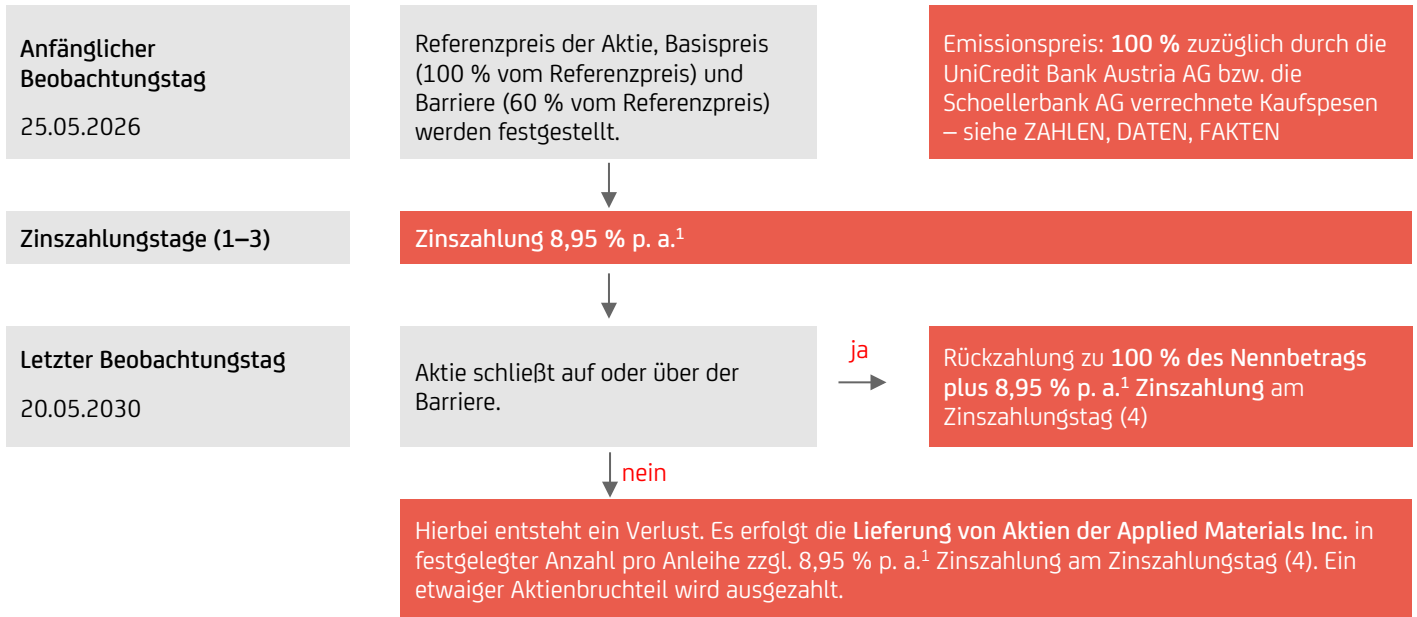 Anfänglicher
Beobachtungstag
25.05.2026
Referenzpreis der Aktie, Basispreis
(100 % vom Referenzpreis) und
Barriere (60 % vom Referenzpreis)
werden festgestellt.
Emissionspreis: 100 % zuzüglich durch die
UniCredit Bank Austria AG bzw. die
Schoellerbank AG verrechnete Kaufspesen
– siehe ZAHLEN, DATEN, FAKTEN
Zinszahlungstage (1–3)
Zinszahlung 8,95 % p. a.¹
Letzter Beobachtungstag
20.05.2030
Aktie schließt auf oder über der
Barriere.
ja
Rückzahlung zu 100 % des Nennbetrags
plus 8,95 % p. a.¹ Zinszahlung am
Zinszahlungstag (4)
nein
Hierbei entsteht ein Verlust. Es erfolgt die Lieferung von Aktien der Applied Materials Inc. in
festgelegter Anzahl pro Anleihe zzgl. 8,95 % p. a.¹ Zinszahlung am Zinszahlungstag (4). Ein
etwaiger Aktienbruchteil wird ausgezahlt.